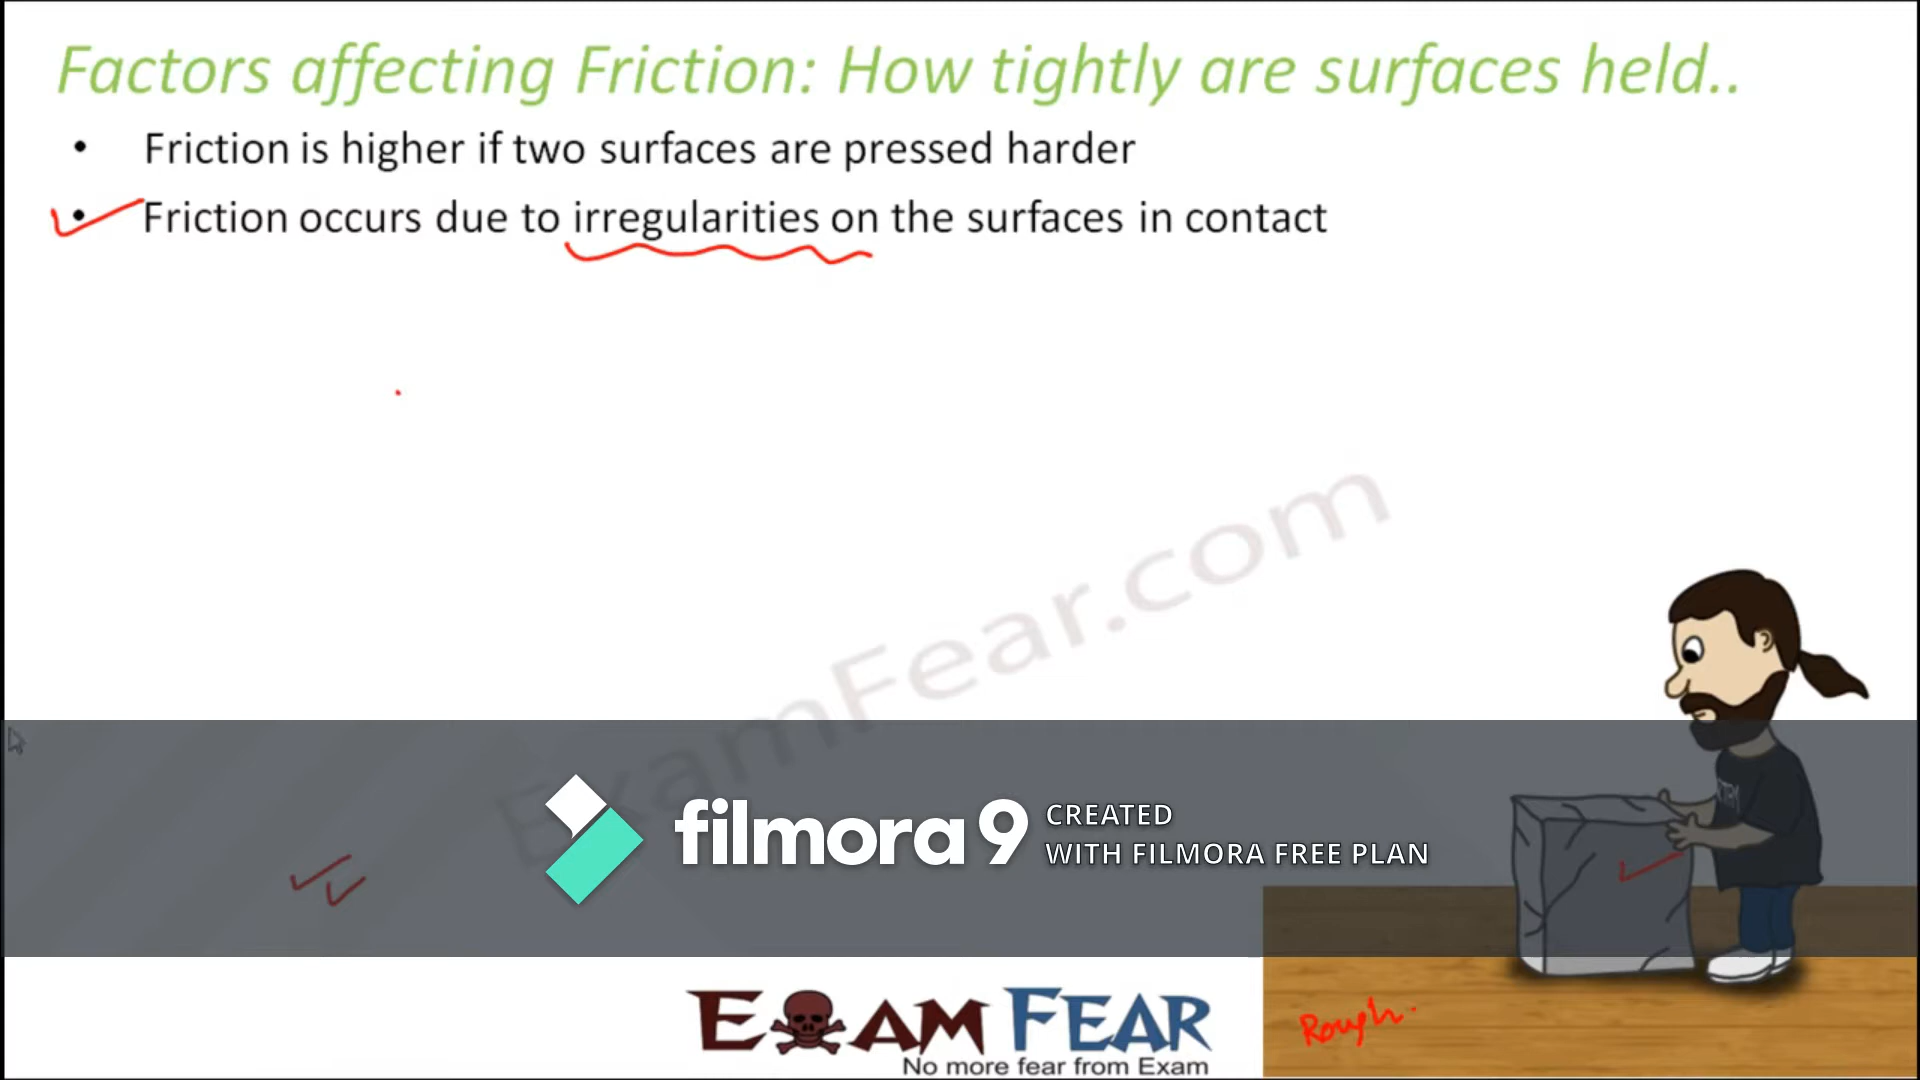 Factors affecting Friction: How tightly are surfaces held..
• Friction is higher if two surfaces are pressed harder
• Friction occurs due to irregularities on the surfaces in contact
ExamFear.com
filmora9 CREATED
WITH FILMORA FREE PLAN
EXAM FEAR
No more fear from Exam
Rough.